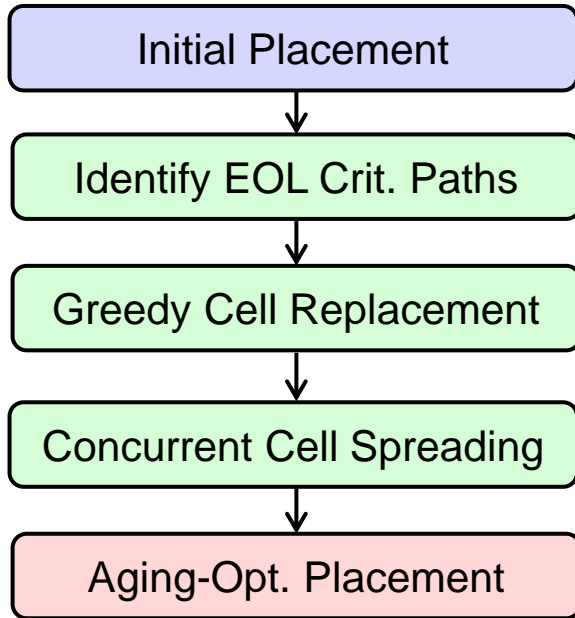 Initial Placement
Identify EOL Crit. Paths
Greedy Cell Replacement
Concurrent Cell Spreading
Aging-Opt. Placement